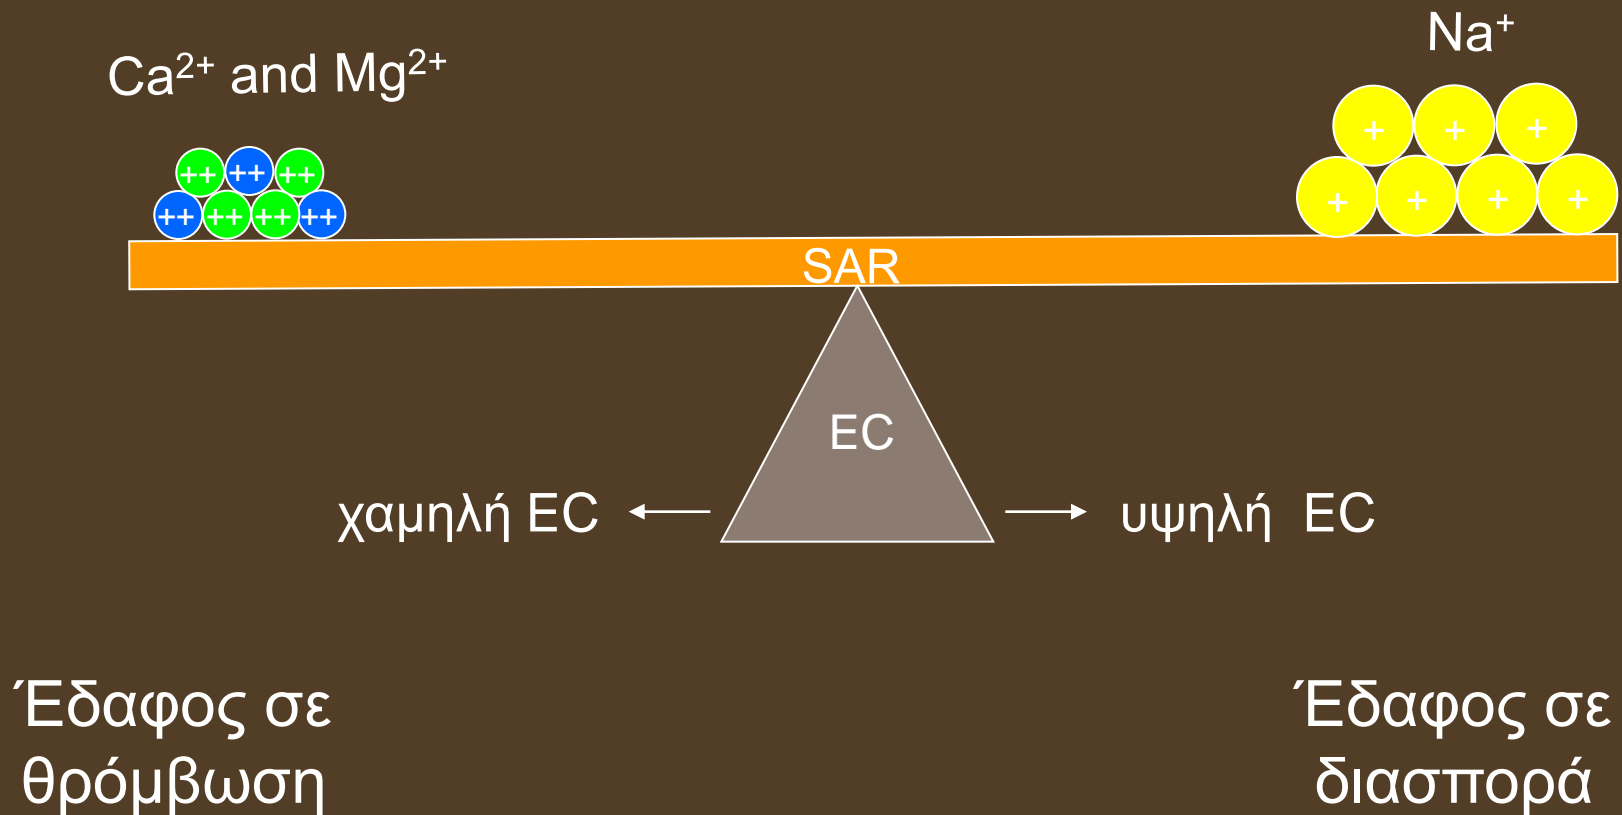 Na⁺
Ca²⁺ and Mg²⁺
+ + +
++ ++ ++
+ + + +
++ ++ ++ ++
SAR
EC
χαμηλή EC
υψηλή EC
Έδαφος σε
θρόμβωση
Έδαφος σε
διασπορά